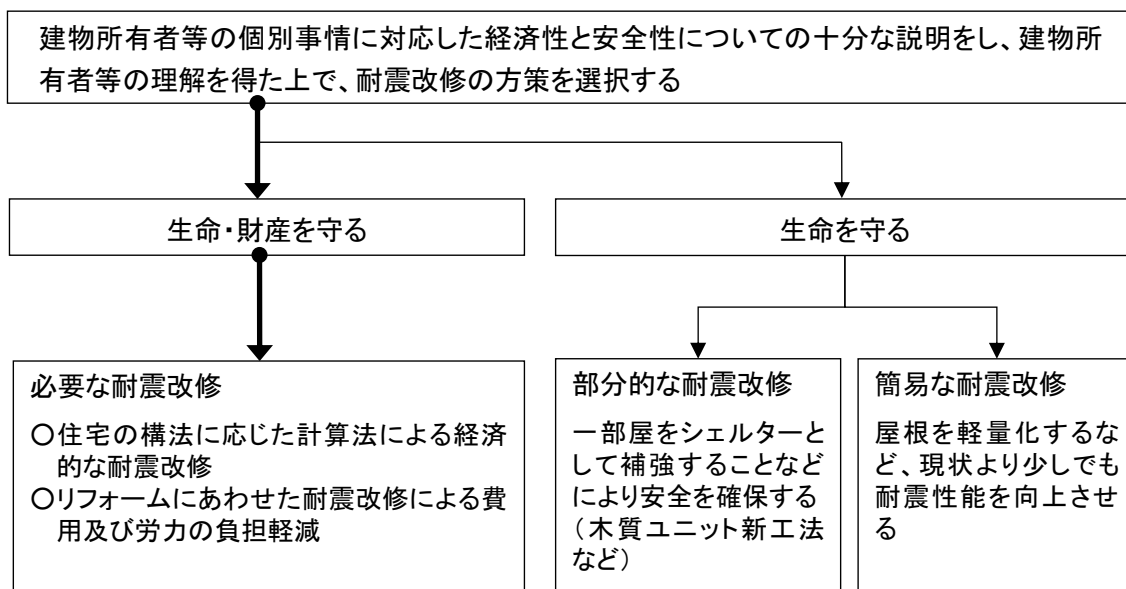 建物所有者等の個別事情に対応した経済性と安全性についての十分な説明をし、建物所
有者等の理解を得た上で、耐震改修の方策を選択する
生命・財産を守る
生命を守る
必要な耐震改修
○住宅の構法に応じた計算法による経済
的な耐震改修
○リフォームにあわせた耐震改修による費
用及び労力の負担軽減
部分的な耐震改修
一部屋をシェルターと
して補強することなど
により安全を確保する
（木質ユニット新工法
など）
簡易な耐震改修
屋根を軽量化するな
ど、現状より少しでも
耐震性能を向上させ
る